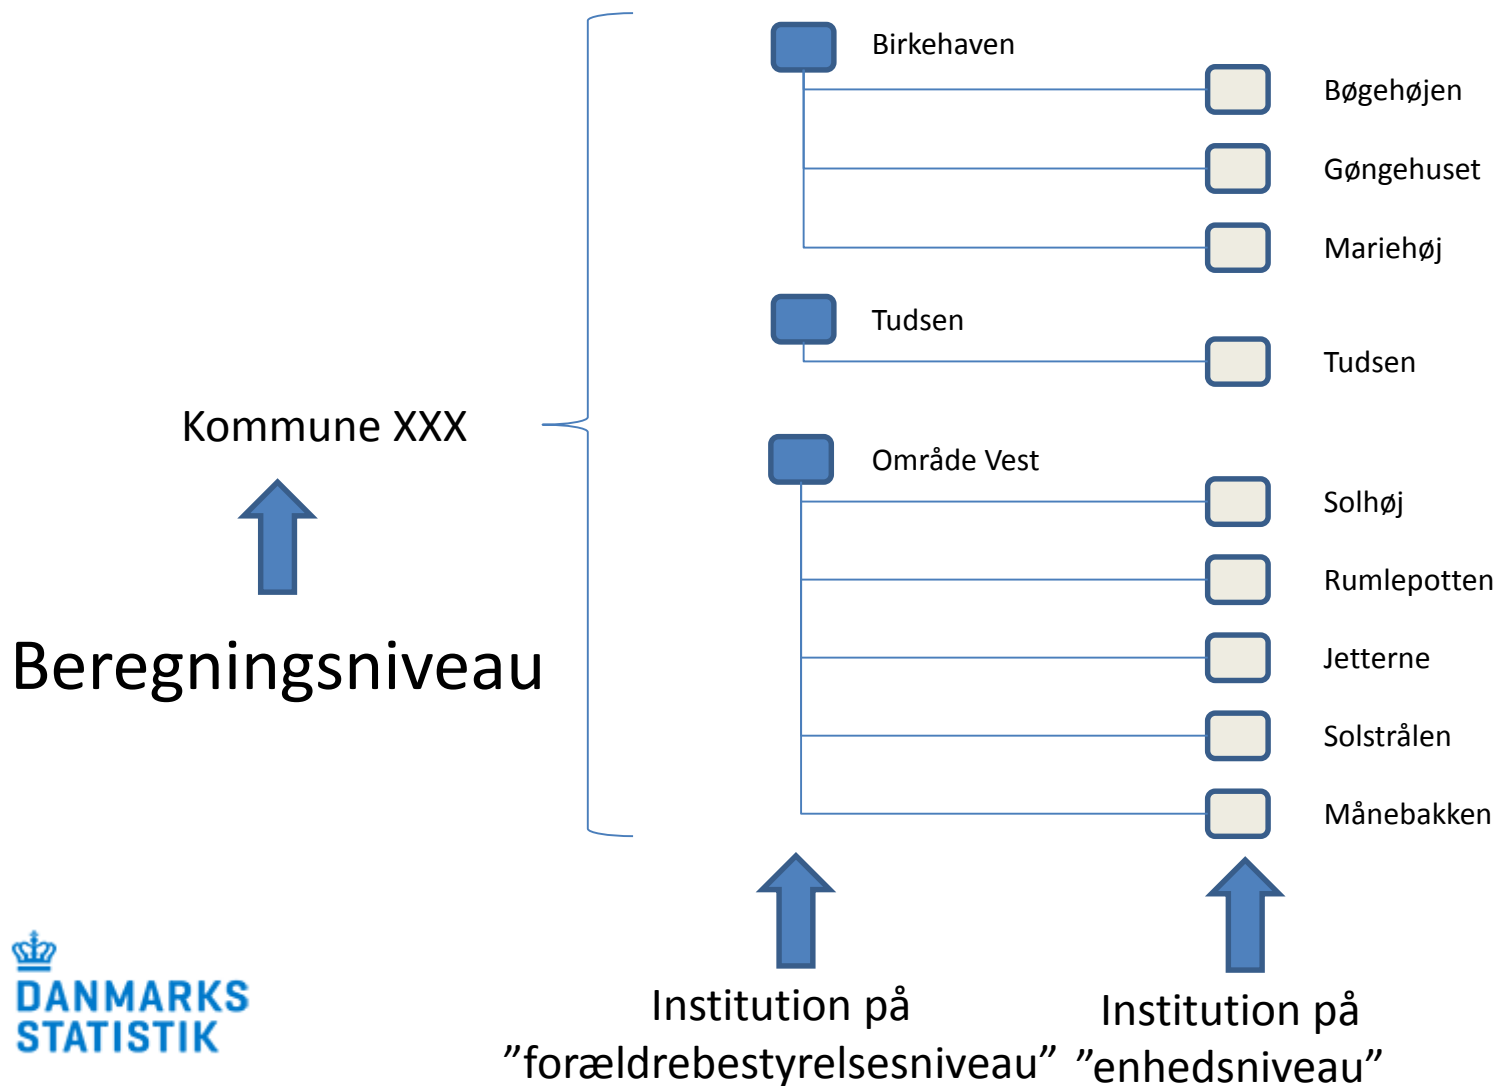 Birkehaven
Bøgehøjen
Gøngehuset
Mariehøj
Tudsen
Tudsen
Kommune XXX
Område Vest
Solhøj
Rumlepotten
Beregningsniveau
Jetterne
Solstrålen
Månebakken
DANMARKS
STATISTIK
Institution på
”forældrebestyrelsesniveau”
Institution på
”enhedsniveau”